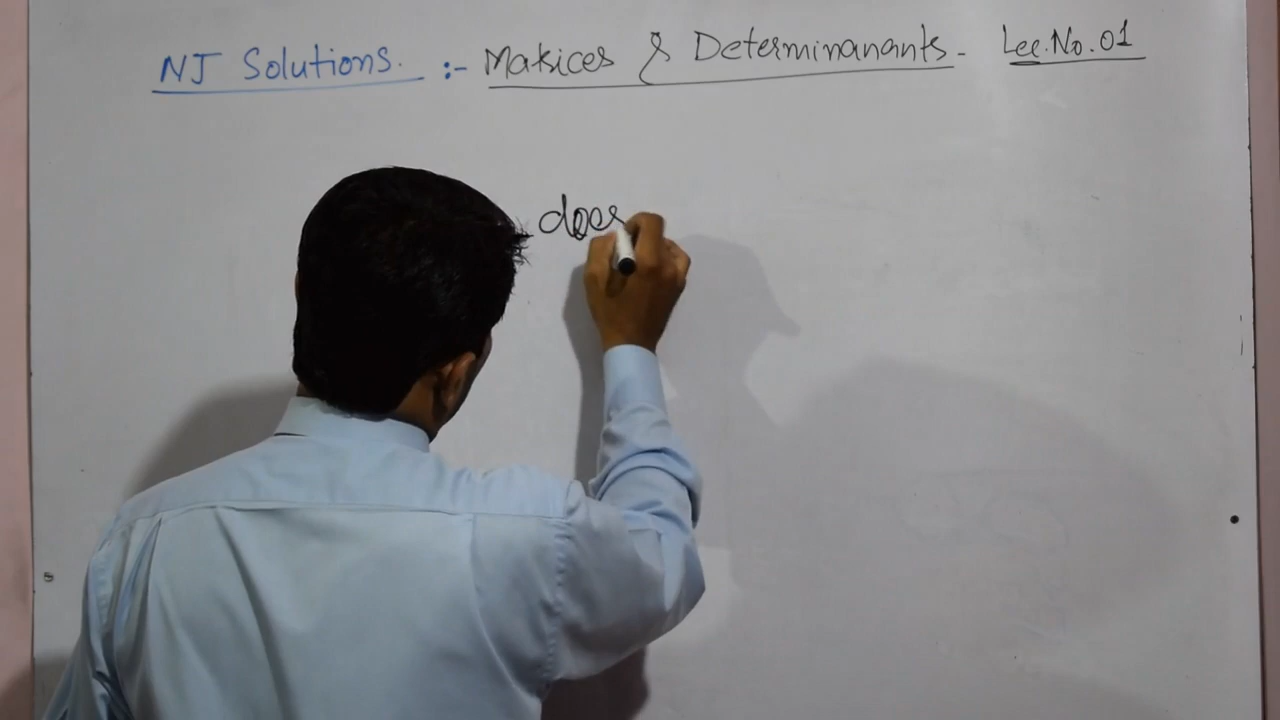 NJ Solutions. :- Matrices & Determinanants - Lec.No.01
does